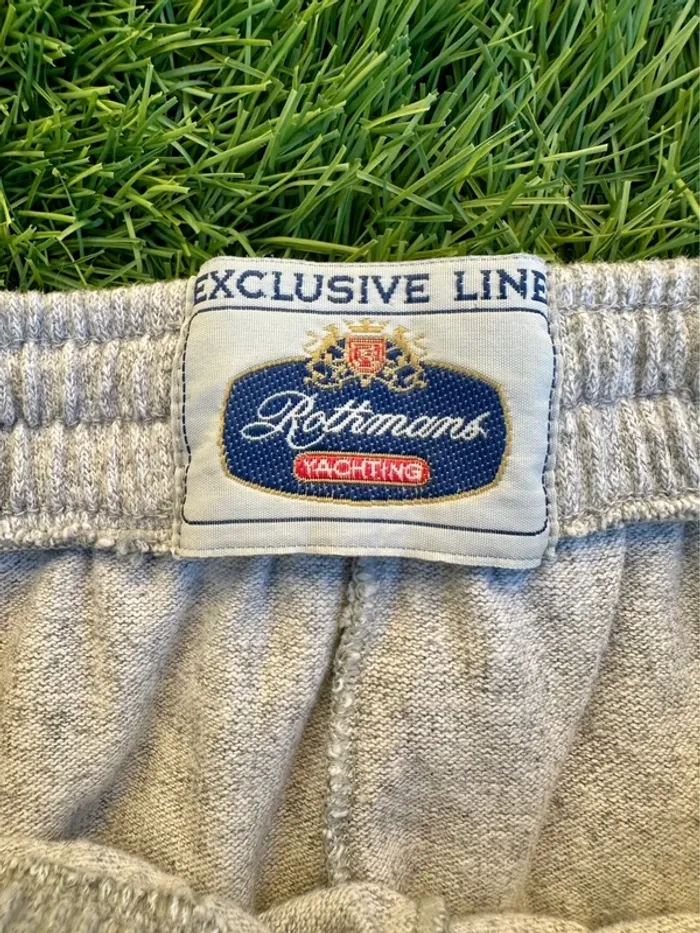 EXCLUSIVE LINE
Rothmans
YACHTING